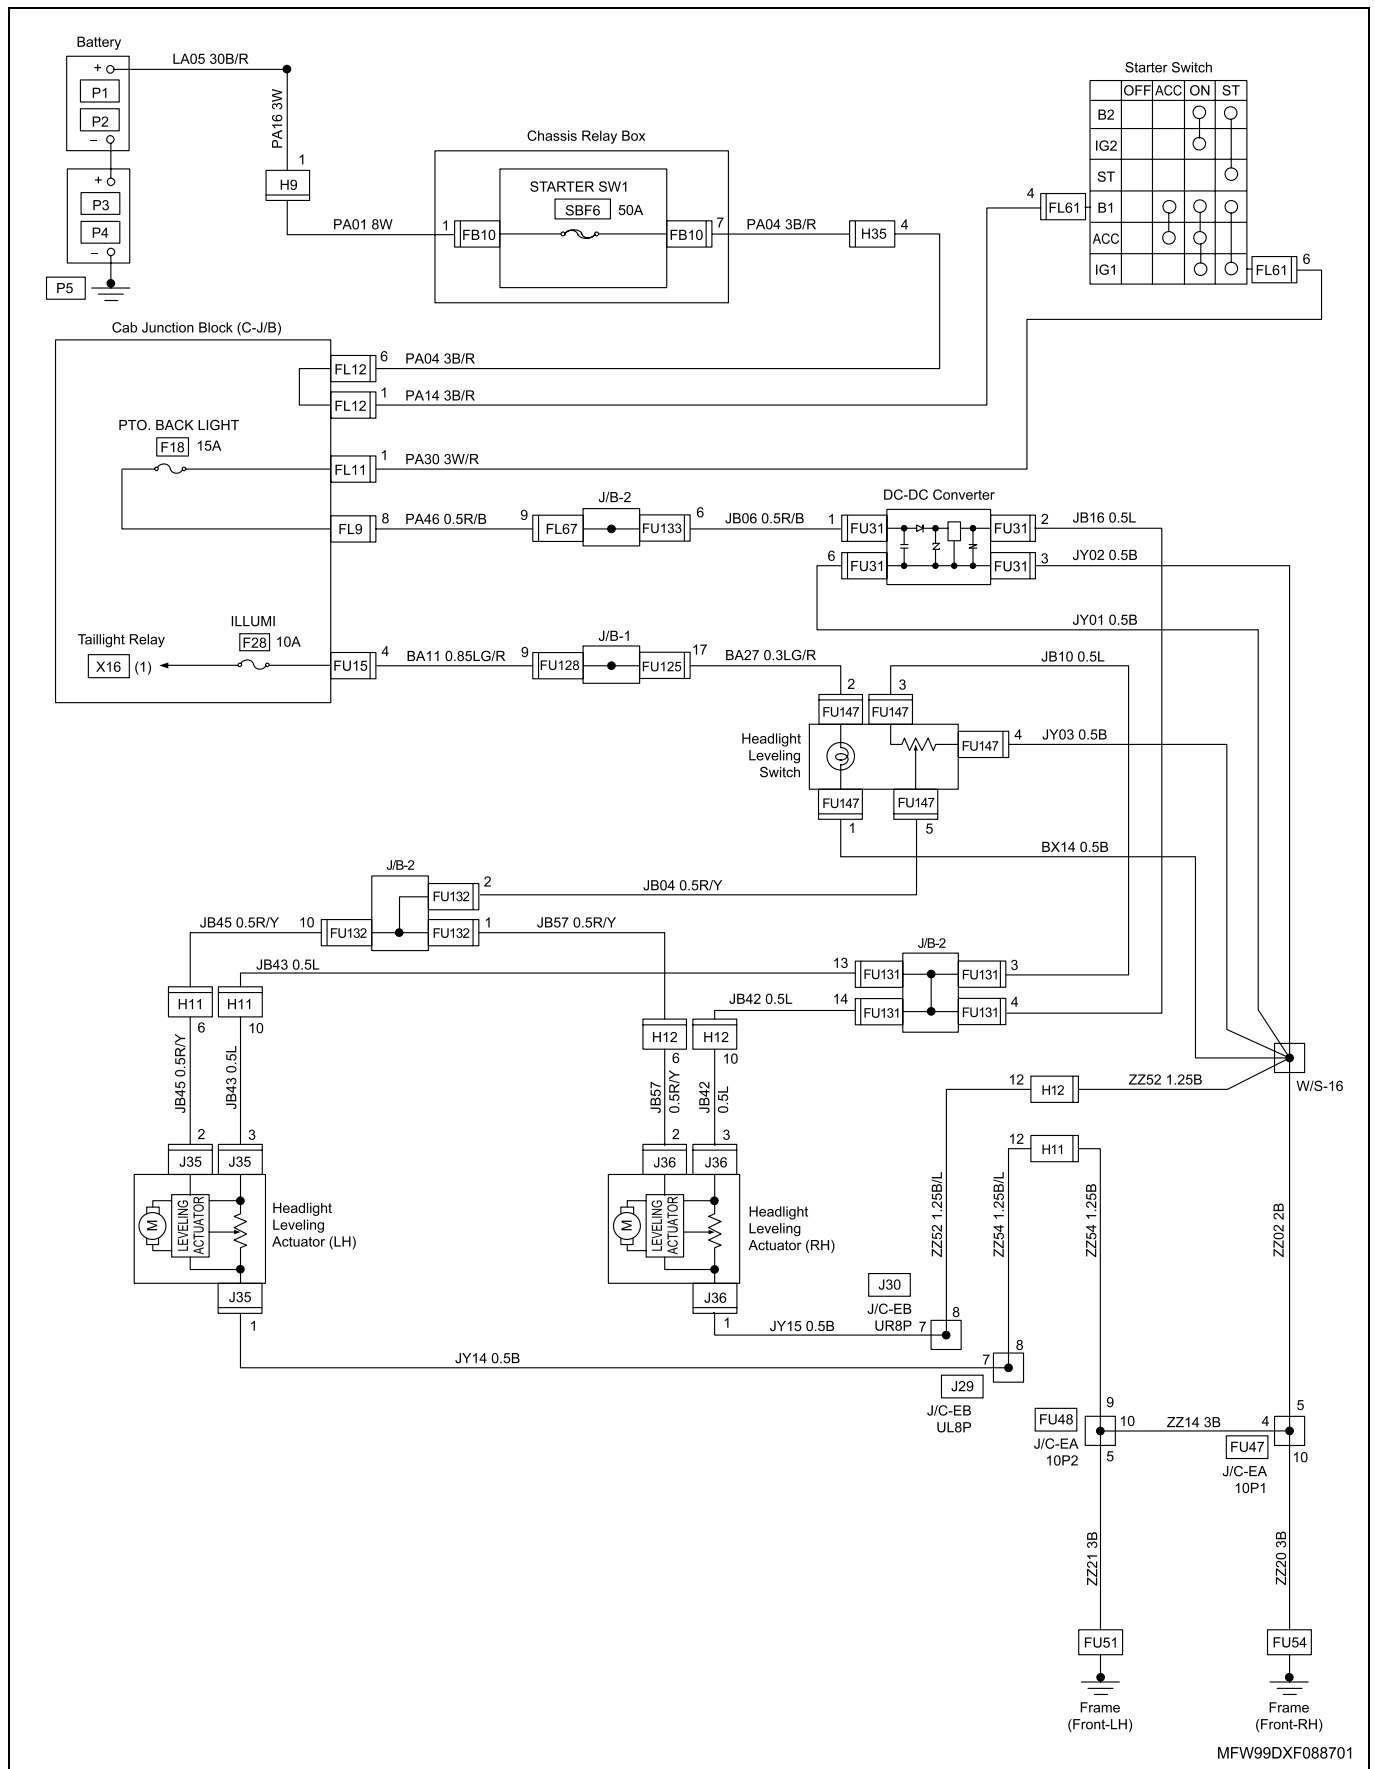 Battery
LA05 30B/R
+
P1
P2
−
+
P3
P4
−
P5
PA16 3W
1
H9
PA01 8W
Chassis Relay Box
STARTER SW1
SBF6 50A
1 FB10
FB10 7
PA04 3B/R
H35 4
Starter Switch
OFF ACC ON ST
B2
IG2
ST
4 FL61 B1
ACC
IG1
FL61 6
Cab Junction Block (C-J/B)
FL12 6 PA04 3B/R
FL12 1 PA14 3B/R
PTO. BACK LIGHT
F18 15A
FL11 1 PA30 3W/R
FL9 8 PA46 0.5R/B
9 FL67
J/B-2
FU133 6
JB06 0.5R/B
DC-DC Converter
1 FU31
FU31 2
JB16 0.5L
6 FU31
FU31 3
JY02 0.5B
JY01 0.5B
ILLUMI
F28 10A
Taillight Relay
X16 (1)
FU15 4
BA11 0.85LG/R
9 FU128
J/B-1
FU125 17
BA27 0.3LG/R
JB10 0.5L
2
FU147
3
FU147
Headlight
Leveling
Switch
FU147 4
JY03 0.5B
FU147
1
FU147
5
BX14 0.5B
JB04 0.5R/Y
J/B-2
FU132 2
JB45 0.5R/Y
10 FU132
FU132 1
JB57 0.5R/Y
JB43 0.5L
J/B-2
13 FU131
FU131 3
JB42 0.5L
14 FU131
FU131 4
H11
6
H11
10
H12
6
H12
10
JB45 0.5R/Y
JB43 0.5L
JB57
0.5R/Y
JB42
0.5L
W/S-16
12 H12
ZZ52 1.25B
12 H11
2
J35
3
J35
2
J36
3
J36
M
LEVELING
ACTUATOR
Headlight
Leveling
Actuator (LH)
M
LEVELING
ACTUATOR
Headlight
Leveling
Actuator (RH)
ZZ52 1.25B/L
ZZ54 1.25B/L
ZZ54 1.25B
ZZ02 2B
J35
1
J36
1
J30
J/C-EB
UR8P
7
8
JY15 0.5B
JY14 0.5B
7
8
J29
J/C-EB
UL8P
FU48
J/C-EA
10P2
9
10
5
ZZ14 3B
4
5
10
FU47
J/C-EA
10P1
ZZ21 3B
ZZ20 3B
FU51
FU54
Frame
(Front-LH)
Frame
(Front-RH)
MFW99DXF088701